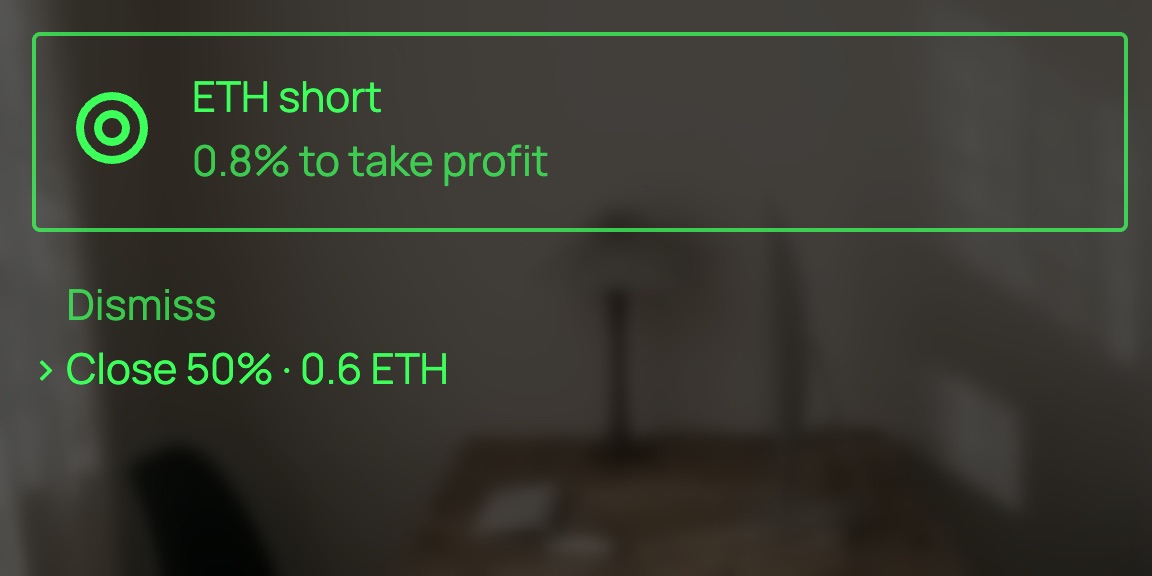 ETH short
0.8% to take profit
Dismiss
› Close 50% · 0.6 ETH